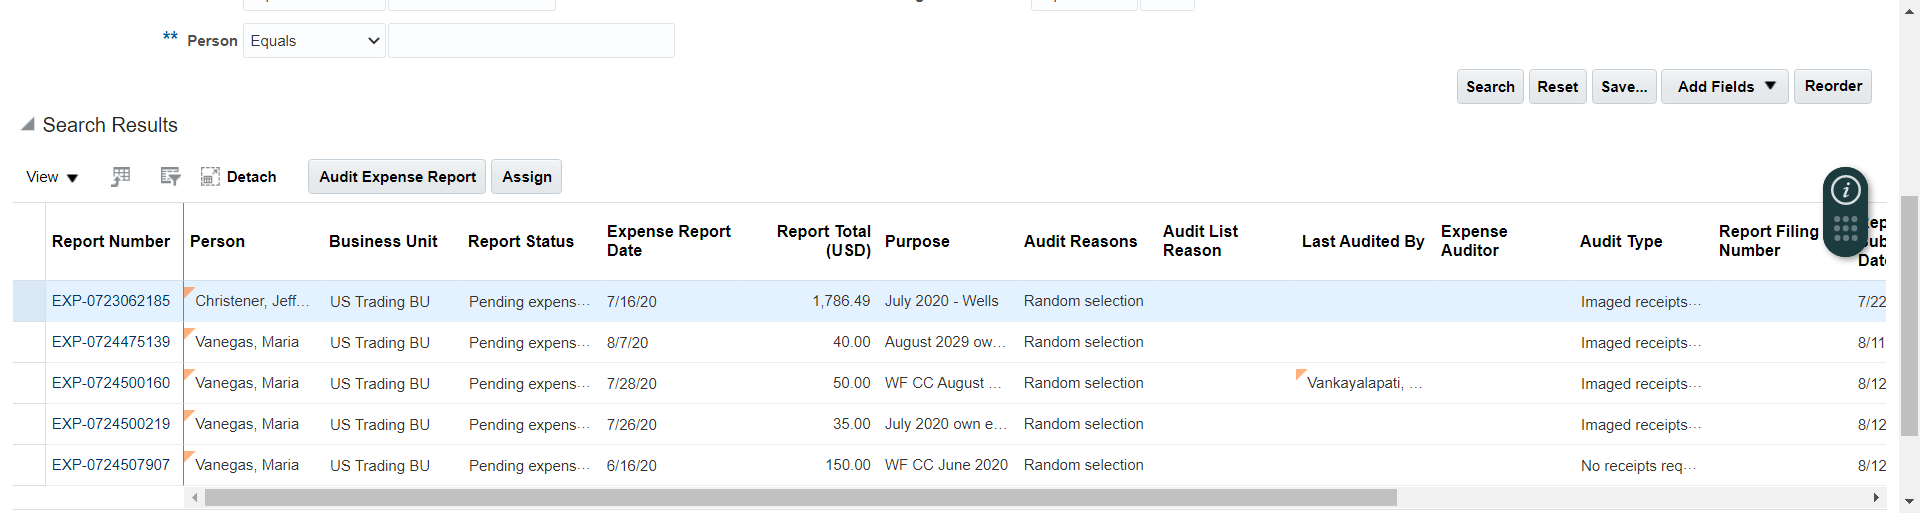 ** Person Equals
Search Reset Save... Add Fields Reorder
Search Results
View Detach Audit Expense Report Assign
Report Number Person Business Unit Report Status Expense Report Date Report Total (USD) Purpose Audit Reasons Audit List Reason Last Audited By Expense Auditor Audit Type Report Filing Number Date
EXP-0723062185 Christener, Jeff... US Trading BU Pending expens... 7/16/20 1,786.49 July 2020 - Wells Random selection Imaged receipts... 7/22
EXP-0724475139 Vanegas, Maria US Trading BU Pending expens... 8/7/20 40.00 August 2029 ow... Random selection Imaged receipts... 8/11
EXP-0724500160 Vanegas, Maria US Trading BU Pending expens... 7/28/20 50.00 WF CC August ... Random selection Vankayalapati, ... Imaged receipts... 8/12
EXP-0724500219 Vanegas, Maria US Trading BU Pending expens... 7/26/20 35.00 July 2020 own e... Random selection Imaged receipts... 8/12
EXP-0724507907 Vanegas, Maria US Trading BU Pending expens... 6/16/20 150.00 WF CC June 2020 Random selection No receipts req... 8/12